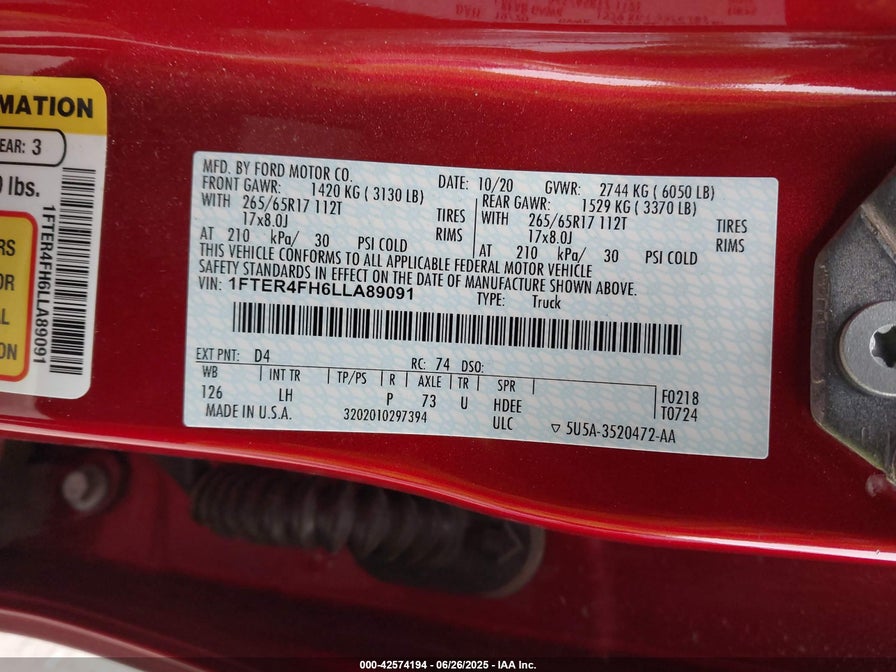 MATION
EAR: 3
0 lbs.
RS
OR
AL
ON
1FTER4FH6LLA89091
MFD. BY FORD MOTOR CO.
DATE: 10/20 GVWR: 2744 KG ( 6050 LB)
FRONT GAWR: 1420 KG ( 3130 LB) REAR GAWR: 1529 KG ( 3370 LB)
WITH 265/65R17 112T TIRES WITH 265/65R17 112T TIRES
17x8.0J RIMS 17x8.0J RIMS
AT 210 kPa/ 30 PSI COLD AT 210 kPa/ 30 PSI COLD
THIS VEHICLE CONFORMS TO ALL APPLICABLE FEDERAL MOTOR VEHICLE
SAFETY STANDARDS IN EFFECT ON THE DATE OF MANUFACTURE SHOWN ABOVE.
VIN: 1FTER4FH6LLA89091 TYPE: Truck
EXT PNT: D4 RC: 74 DSO:
WB INT TR TP/PS R AXLE TR SPR
126 LH P 73 U HDEE F0218
ULC T0724
MADE IN U.S.A. 3202010297394 5U5A-3520472-AA
000-42574194 - 06/26/2025 - IAA Inc.